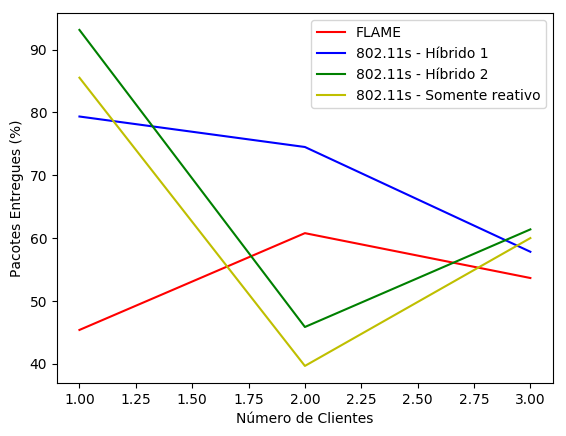 FLAME
802.11s - Híbrido 1
802.11s - Híbrido 2
802.11s - Somente reativo
Pacotes Entregues (%)
90
80
70
60
50
40
1.00 1.25 1.50 1.75 2.00 2.25 2.50 2.75 3.00
Número de Clientes